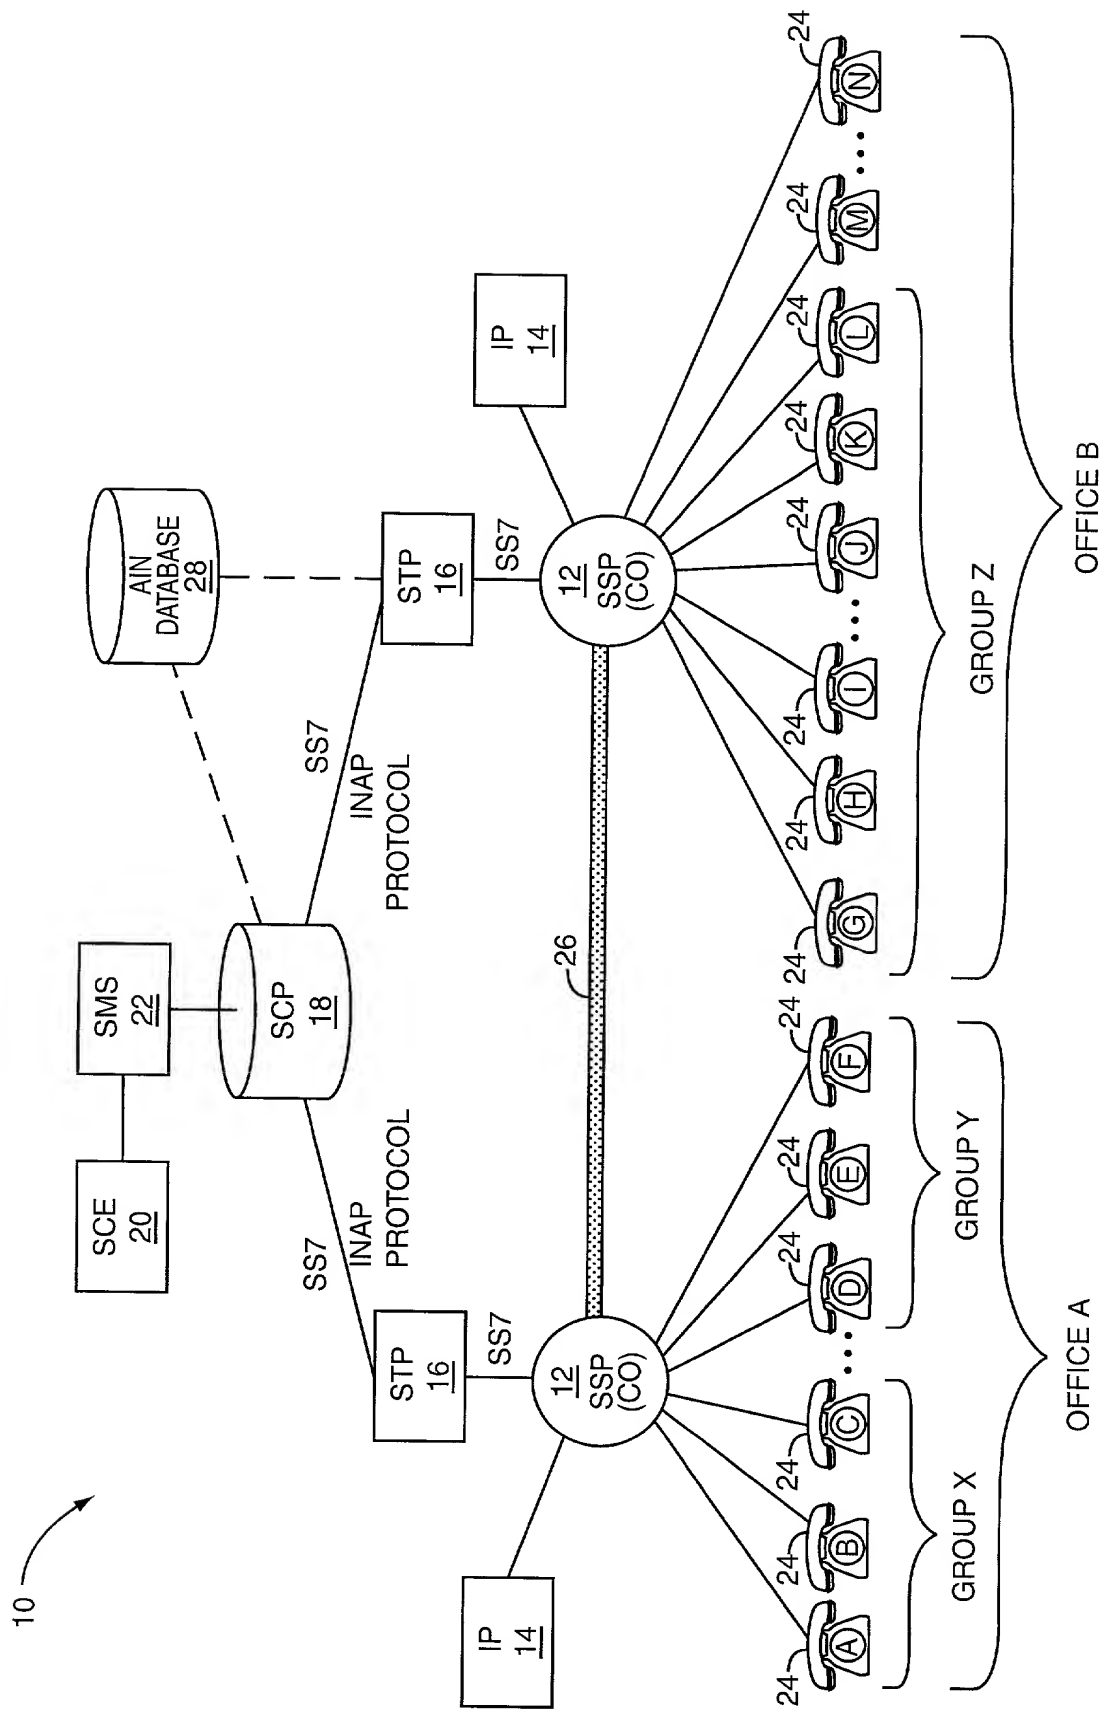 10
SCE
20
SMS
22
SCP
18
AIN
DATABASE
28
SS7
INAP
PROTOCOL
SS7
INAP
PROTOCOL
STP
16
STP
16
SS7
SS7
IP
14
IP
14
12
SSP
(CO)
26
12
SSP
(CO)
24
24
24
24
24
24
24
24
24
24
24
24
24
24
A
B
C
D
E
F
G
H
I
J
K
L
M
N
GROUP X
GROUP Y
GROUP Z
OFFICE A
OFFICE B